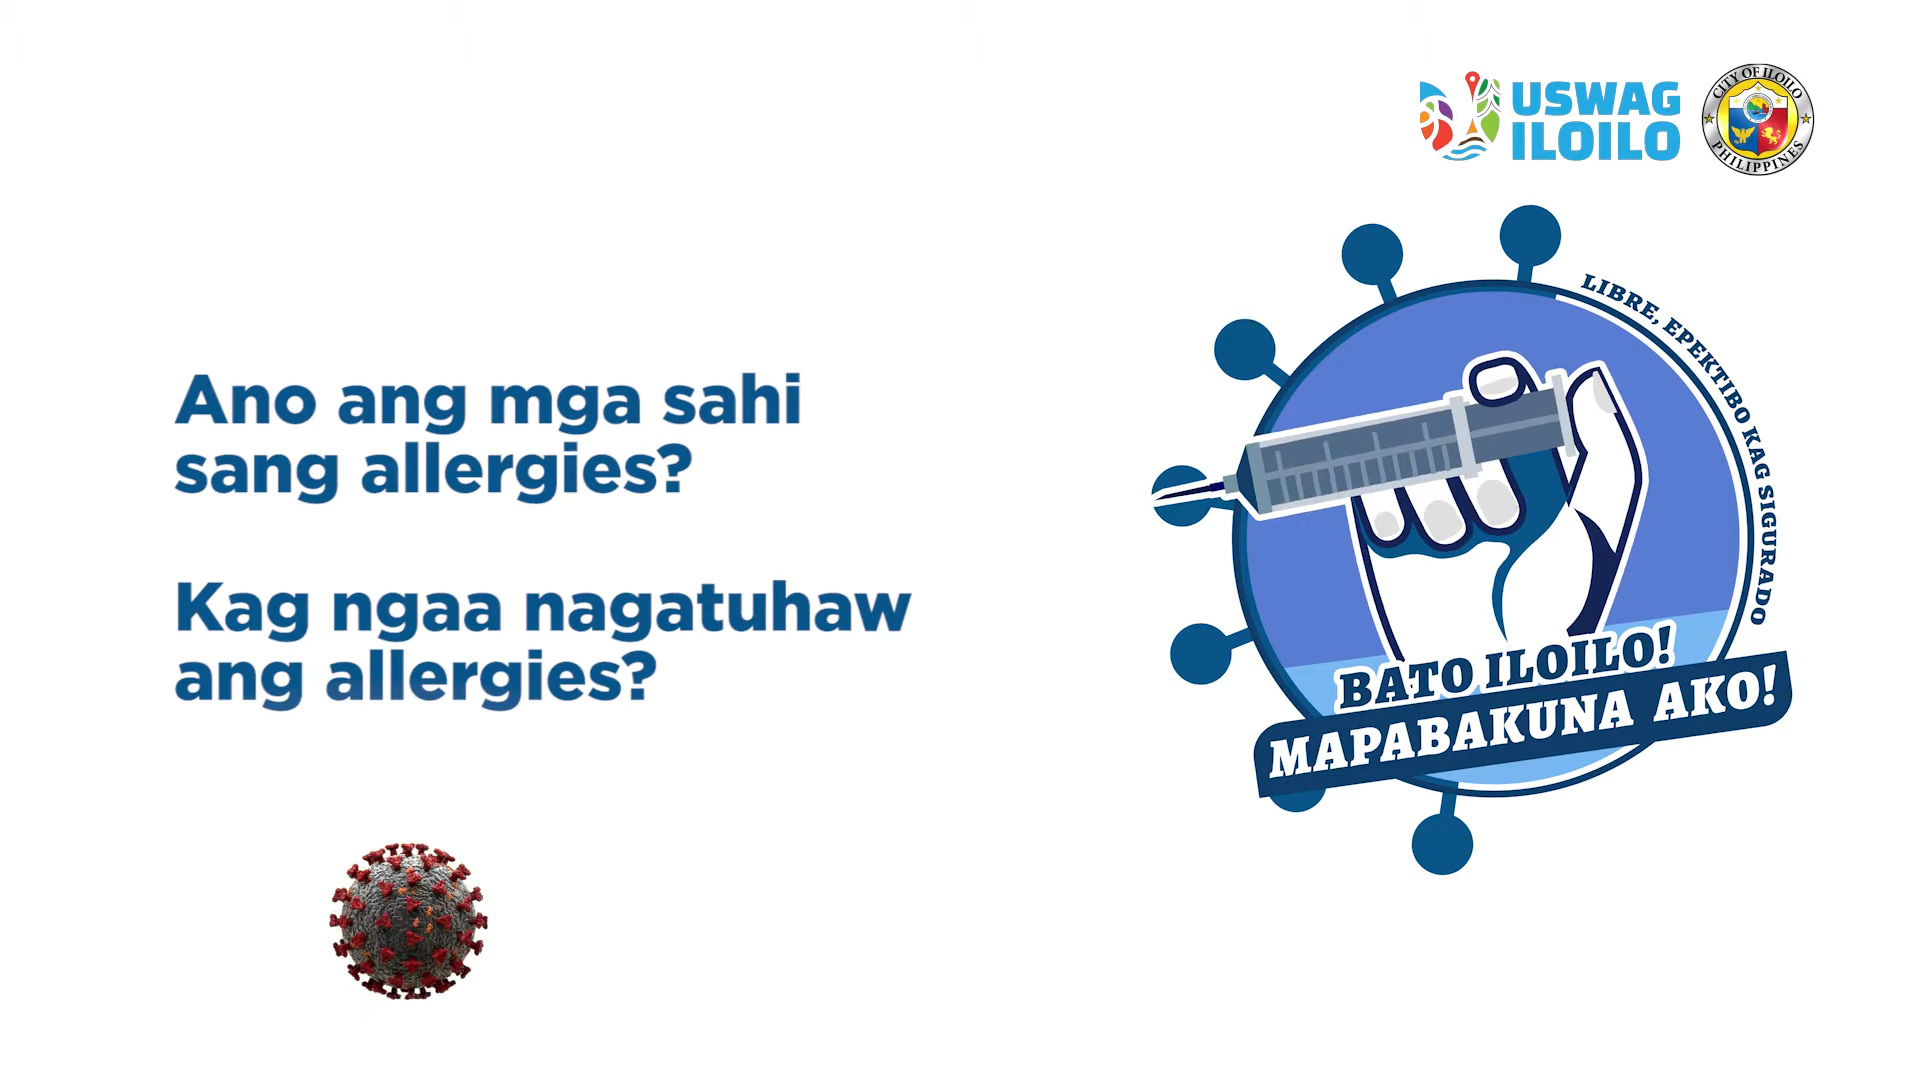 USWAG
ILOILO
CITY OF ILOILO
PHILIPPINES
Ano ang mga sahi
sang allergies?
Kag ngaa nagatuhaw
ang allergies?
LIBRE, EPEKTIBO KAG SIGURADO
BATO ILOILO!
MAPABAKUNA AKO!